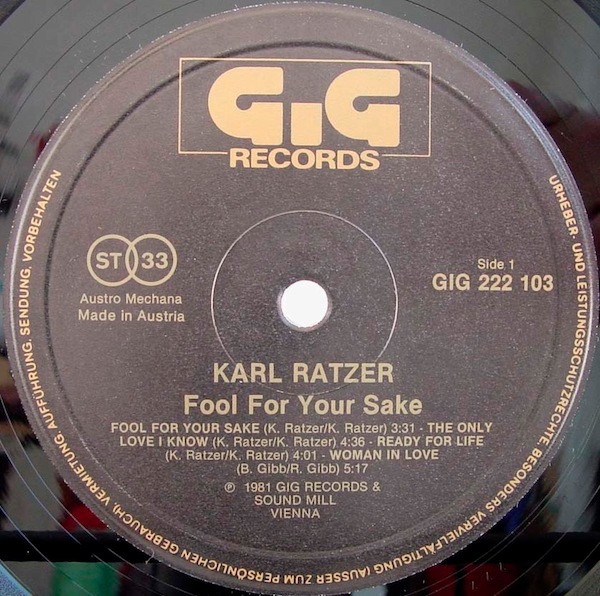 GiG
RECORDS
ST 33
Austro Mechana
Made in Austria
Side 1
GIG 222 103
KARL RATZER
Fool For Your Sake
FOOL FOR YOUR SAKE (K. Ratzer/K. Ratzer) 3:31 - THE ONLY
LOVE I KNOW (K. Ratzer/K. Ratzer) 4:36 - READY FOR LIFE
(K. Ratzer/K. Ratzer) 4:01 - WOMAN IN LOVE
(B. Gibb/R. Gibb) 5:17
℗ 1981 GIG RECORDS &
SOUND MILL
VIENNA
URHEBER- UND LEISTUNGSSCHUTZRECHTE, BESONDERS VERVIELFÄLTIGUNG (AUSSER ZUM PERSÖNLICHEN GEBRAUCH), VERMIETUNG, AUFFÜHRUNG, SENDUNG, VORBEHALTEN